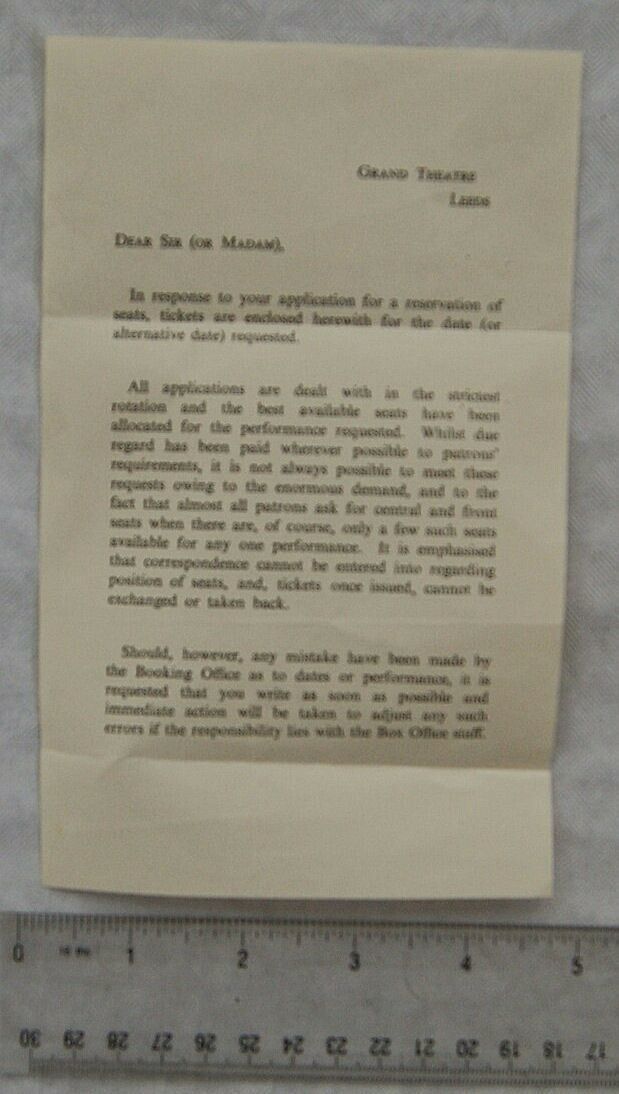 GRAND THEATRE
LEEDS
DEAR SIR (OR MADAM),
In response to your application for a reservation of
seats, tickets are enclosed herewith for the date (or
alternative date) requested.
All applications are dealt with in the strictest
rotation and the best available seats have been
allocated for the performance requested. Whilst due
regard has been paid wherever possible to patrons'
requirements, it is not always possible to meet these
requests owing to the enormous demand, and to the
fact that almost all patrons ask for central and front
seats when there are, of course, only a few such seats
available for any one performance. It is emphasised
that correspondence cannot be entered into regarding
position of seats, and, tickets once issued, cannot be
exchanged or taken back.
Should, however, any mistake have been made by
the Booking Office as to dates or performance, it is
requested that you write as soon as possible and
immediate action will be taken to adjust any such
errors if the responsibility lies with the Box Office staff.
0 1 2 3 4 5
30 29 28 27 26 25 24 23 22 21 20 19 18 17